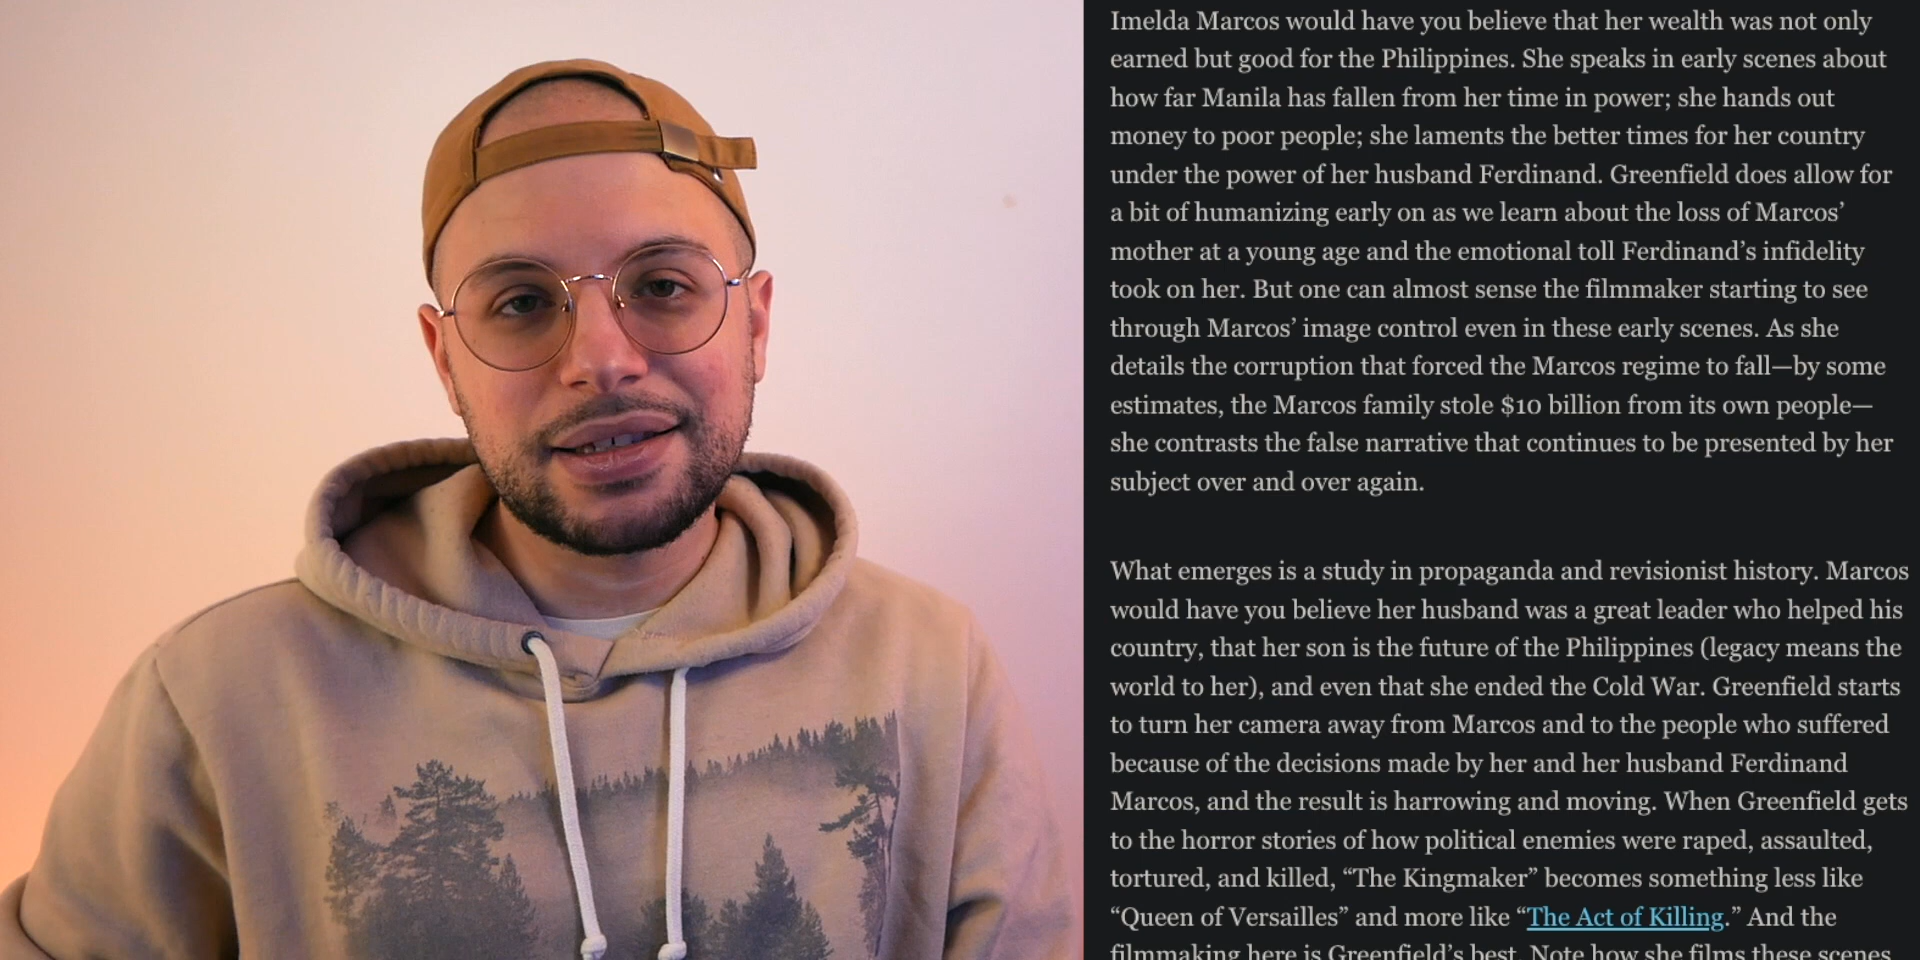 Imelda Marcos would have you believe that her wealth was not only
earned but good for the Philippines. She speaks in early scenes about
how far Manila has fallen from her time in power; she hands out
money to poor people; she laments the better times for her country
under the power of her husband Ferdinand. Greenfield does allow for
a bit of humanizing early on as we learn about the loss of Marcos’
mother at a young age and the emotional toll Ferdinand’s infidelity
took on her. But one can almost sense the filmmaker starting to see
through Marcos’ image control even in these early scenes. As she
details the corruption that forced the Marcos regime to fall—by some
estimates, the Marcos family stole $10 billion from its own people—
she contrasts the false narrative that continues to be presented by her
subject over and over again.
What emerges is a study in propaganda and revisionist history. Marcos
would have you believe her husband was a great leader who helped his
country, that her son is the future of the Philippines (legacy means the
world to her), and even that she ended the Cold War. Greenfield starts
to turn her camera away from Marcos and to the people who suffered
because of the decisions made by her and her husband Ferdinand
Marcos, and the result is harrowing and moving. When Greenfield gets
to the horror stories of how political enemies were raped, assaulted,
tortured, and killed, “The Kingmaker” becomes something less like
“Queen of Versailles” and more like “The Act of Killing.” And the
filmmaking here is Greenfield’s best. Note how she films these scenes